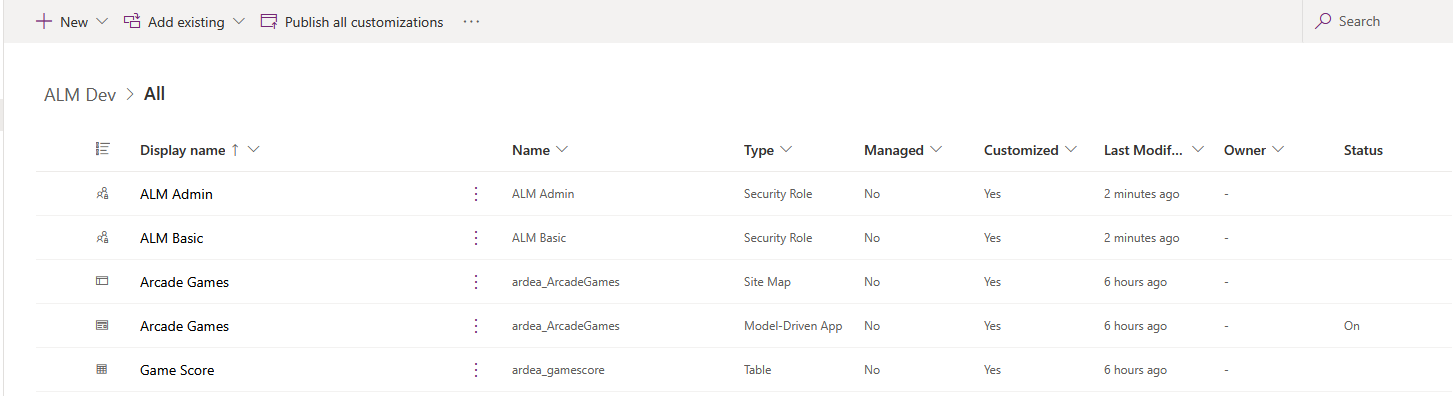 New Add existing Publish all customizations ··· Search
ALM Dev > All
Display name ↑ Name Type Managed Customized Last Modif... Owner Status
ALM Admin ALM Admin Security Role No Yes 2 minutes ago -
ALM Basic ALM Basic Security Role No Yes 2 minutes ago -
Arcade Games ardea_ArcadeGames Site Map No Yes 6 hours ago -
Arcade Games ardea_ArcadeGames Model-Driven App No Yes 6 hours ago - On
Game Score ardea_gamescore Table No Yes 6 hours ago -